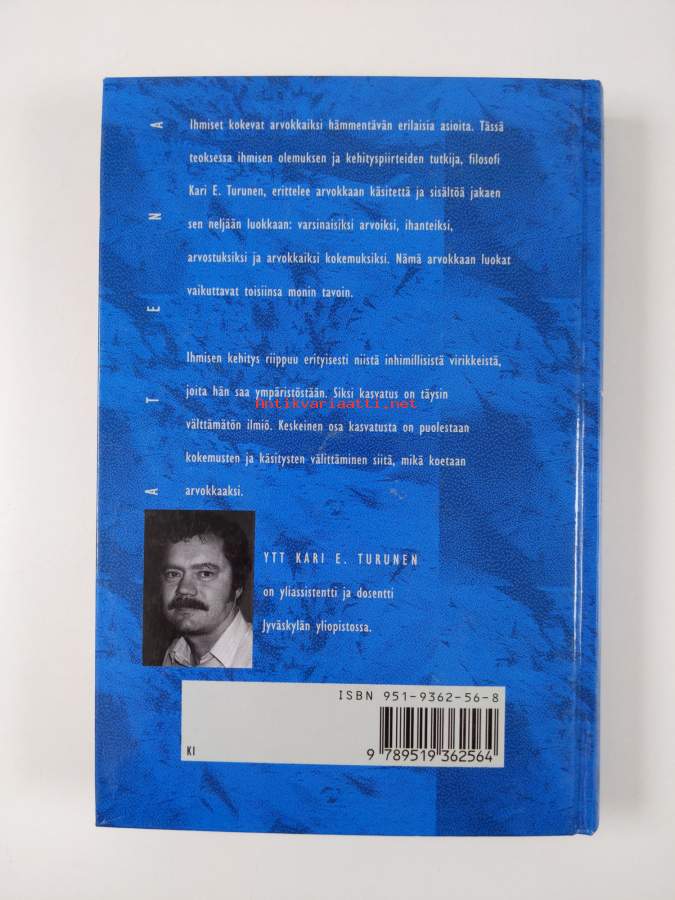 Ihmiset kokevat arvokkaiksi hämmentävän erilaisia asioita. Tässä
teoksessa ihmisen olemuksen ja kehityspiirteiden tutkija, filosofi
Kari E. Turunen, erittelee arvokkaan käsitettä ja sisältöä jakaen
sen neljään luokkaan: varsinaisiksi arvoiksi, ihanteiksi,
arvostuksiksi ja arvokkaiksi kokemuksiksi. Nämä arvokkaan luokat
vaikuttavat toisiinsa monin tavoin.
Ihmisen kehitys riippuu erityisesti niistä inhimillisistä virikkeistä,
joita hän saa ympäristöstään. Siksi kasvatus on täysin
Antikvariaatti.net
välttämätön ilmiö. Keskeinen osa kasvatusta on puolestaan
kokemusten ja käsitysten välittäminen siitä, mikä koetaan
arvokkaaksi.
ATENA
YTT KARI E. TURUNEN
on yliassistentti ja dosentti
Jyväskylän yliopistossa.
ISBN 951-9362-56-8
KI
9 789519 362564